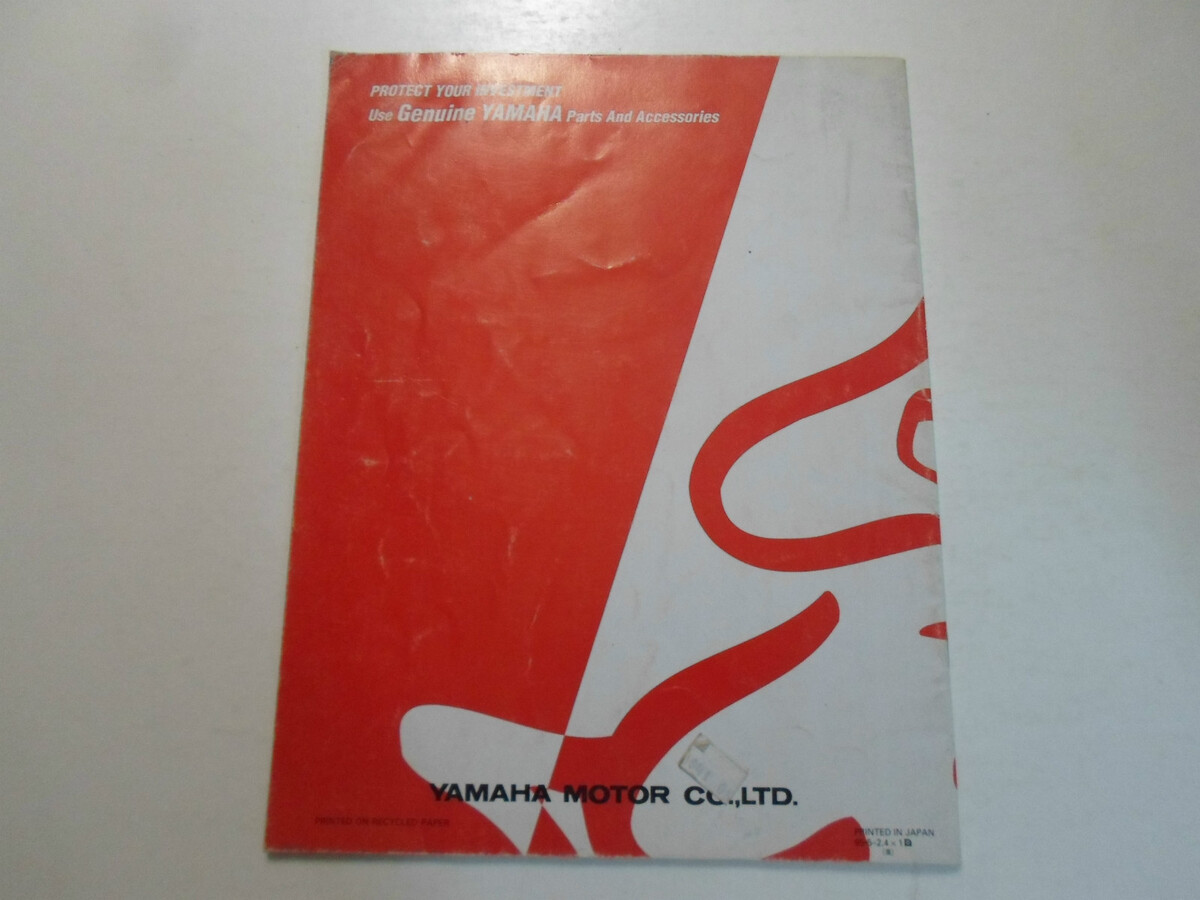 PROTECT YOUR INVESTMENT
Use Genuine YAMAHA Parts And Accessories
YAMAHA MOTOR CO.,LTD.
PRINTED ON RECYCLED PAPER
PRINTED IN JAPAN